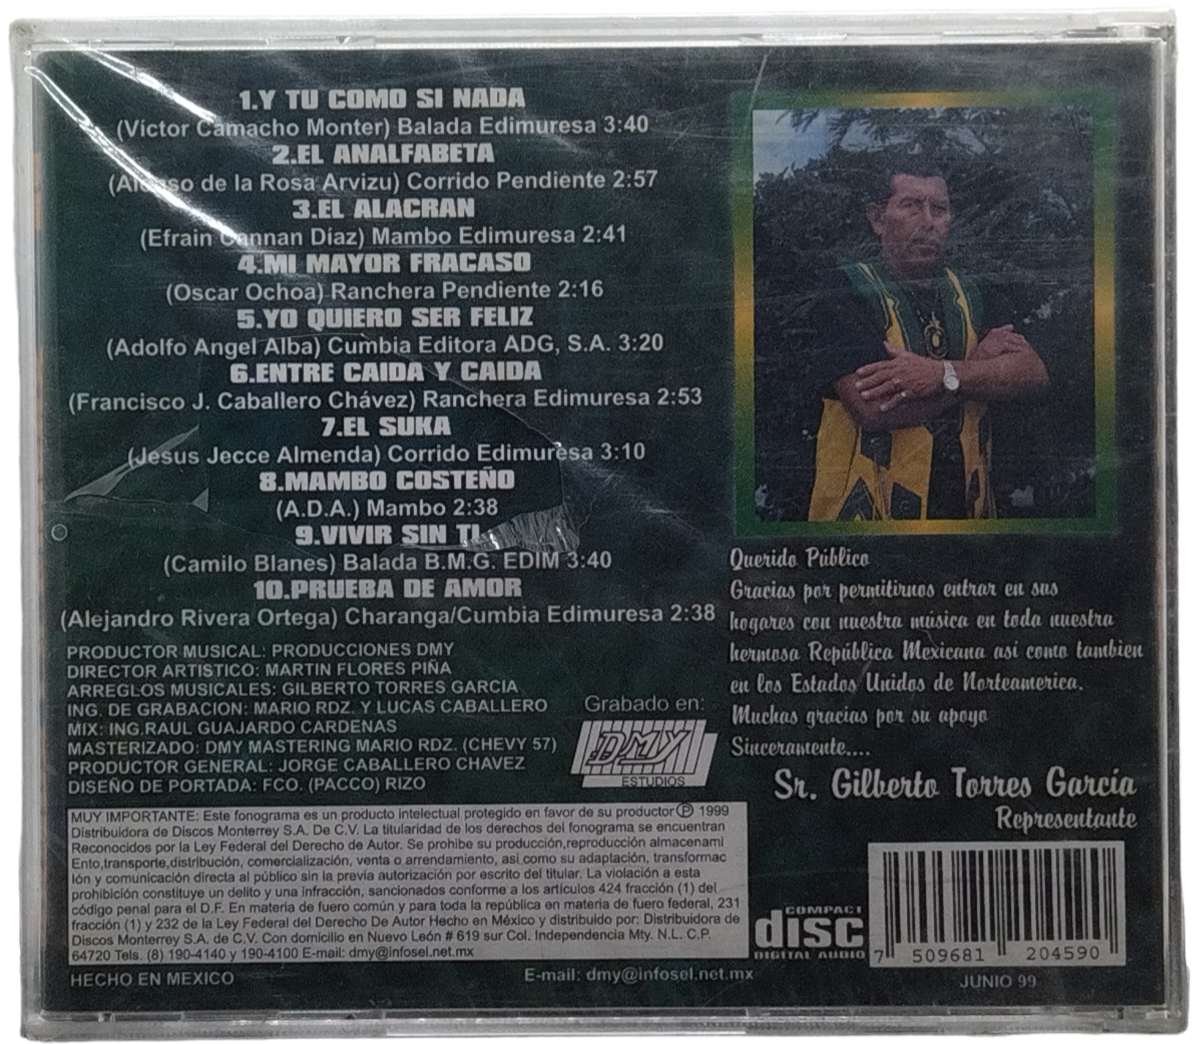 1.Y TU COMO SI NADA
(Victor Camacho Monter) Balada Edimuresa 3:40
2.EL ANALFABETA
de la Rosa Arvizu) Corrido Pendiente 2:57
3.EL ALACRAN
(Efrain Diaz) Mambo Edimuresa 2:41
4.MI MAYOR FRACASO
(Oscar Ochoa) Ranchera Pendiente 2:16
5.YO QUIERO SER FELIZ
(Adolfo Angel Alba) Cumbia Editora ADG, S.A. 3:20
6.ENTRE CAIDA Y CAIDA
(Francisco J. Caballero Chávez) Ranchera Edimuresa 2:53
7.EL SUKA
(Jesus Jecce Almenda) Corrido Edimuresa 3:10
8.MAMBO COSTEÑO
(A.D.A.) Mambo 2:38
9.VIVIR SIN TI
(Camilo Blanes) Balada B.M.G. EDIM 3:40
10.PRUEBA DE AMOR
(Alejandro Rivera Ortega) Charanga/Cumbia Edimuresa 2:38
PRODUCTOR MUSICAL: PRODUCCIONES DMY
DIRECTOR ARTISTICO: MARTIN FLORES PIÑA
ARREGLOS MUSICALES: GILBERTO TORRES GARCIA
ING. DE GRABACION: MARIO RDZ. Y LUCAS CABALLERO
MIX: ING.RAUL GUAJARDO CARDENAS
MASTERIZADO: DMY MASTERING MARIO RDZ. (CHEVY 57)
PRODUCTOR GENERAL: JORGE CABALLERO CHAVEZ
DISEÑO DE PORTADA: FCO. (PACCO) RIZO
Grabado en:
DMY
ESTUDIOS
MUY IMPORTANTE: Este fonograma es un producto intelectual protegido en favor de su productor Ⓟ 1999
Distribuidora de Discos Monterrey S.A. De C.V. La titularidad de los derechos del fonograma se encuentran
Reconocidos por la Ley Federal del Derecho de Autor. Se prohibe su producción,reproducción almacenami
Ento,transporte,distribución, comercialización, venta o arrendamiento, asi como su adaptación, transformac
Ión y comunicación directa al público sin la previa autorización por escrito del titular. La violación a esta
prohibición constituye un delito y una infracción, sancionados conforme a los artículos 424 fracción (1) del
código penal para el D.F. En materia de fuero común y para toda la república en materia de fuero federal, 231
fracción (1) y 232 de la Ley Federal del Derecho De Autor Hecho en México y distribuido por: Distribuidora de
Discos Monterrey S.A. de C.V. Con domicilio en Nuevo León # 619 sur Col. Independencia Mty. N.L. C.P.
64720 Tels. (8) 190-4140 y 190-4100 E-mail: dmy@infosel.net.mx
HECHO EN MEXICO
E-mail: dmy@infosel.net.mx
Querido Público
Gracias por permitirnos entrar en sus
hogares con nuestra música en toda nuestra
hermosa República Mexicana así como tambien
en los Estados Unidos de Norteamerica.
Muchas gracias por su apoyo
Sinceramente....
Sr. Gilberto Torres García
Representante
COMPACT
disc
DIGITAL AUDIO
7 509681 204590
JUNIO 99